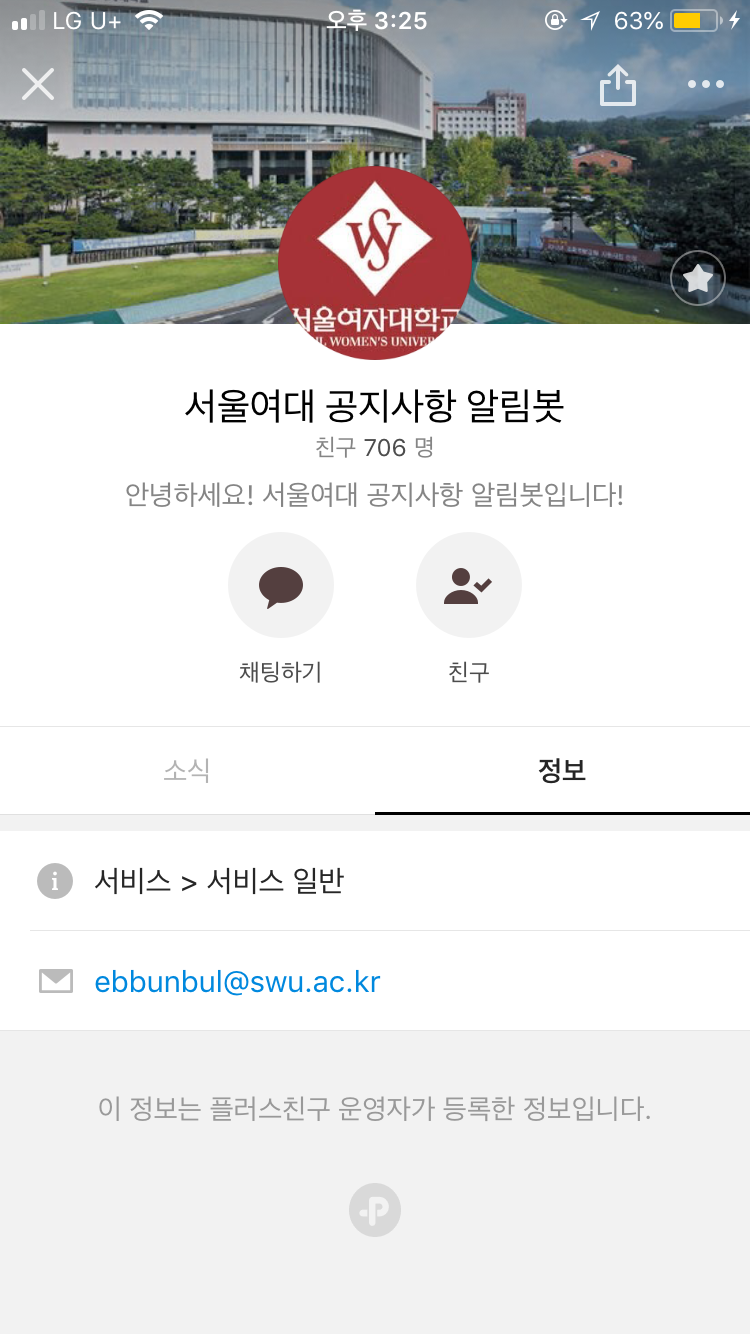 LG U+ 오후 3:25 63%
서울여자대학교
WOMEN'S
서울여대 공지사항 알림봇
친구 706 명
안녕하세요! 서울여대 공지사항 알림봇입니다!
채팅하기 친구
소식 정보
서비스 > 서비스 일반
ebbunbul@swu.ac.kr
이 정보는 플러스친구 운영자가 등록한 정보입니다.